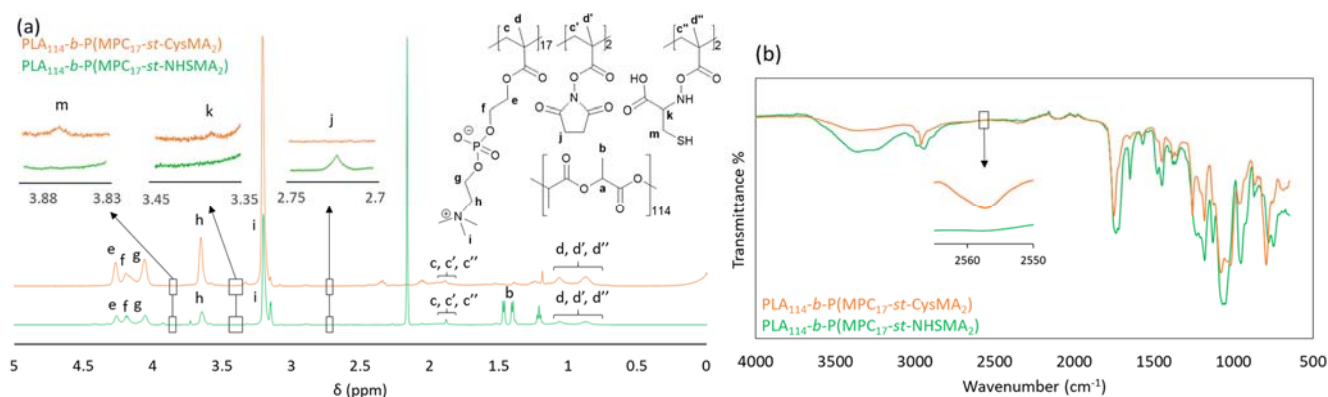 (a)
PLA114-b-P(MPC17-st-CysMA2)
PLA114-b-P(MPC17-st-NHSMA2)
m
k
j
3.88
3.83
3.45
3.35
2.75
2.7
d
c
17
O
O
e
f
O
⊖O
P
O
O
g
h
N⊕
i
d'
c'
2
O
O
N
O
O
j
d''
c''
2
O
O
HO
O
NH
k
m
SH
b
O
O
O
O
a
114
e
f
g
h
i
c, c', c''
d, d', d''
e
f
g
h
i
c, c', c''
b
d, d', d''
5
4.5
4
3.5
3
2.5
2
1.5
1
0.5
0
δ (ppm)
(b)
Transmittance %
2560
2550
PLA114-b-P(MPC17-st-CysMA2)
PLA114-b-P(MPC17-st-NHSMA2)
4000
3500
3000
2500
2000
1500
1000
500
Wavenumber (cm-1)